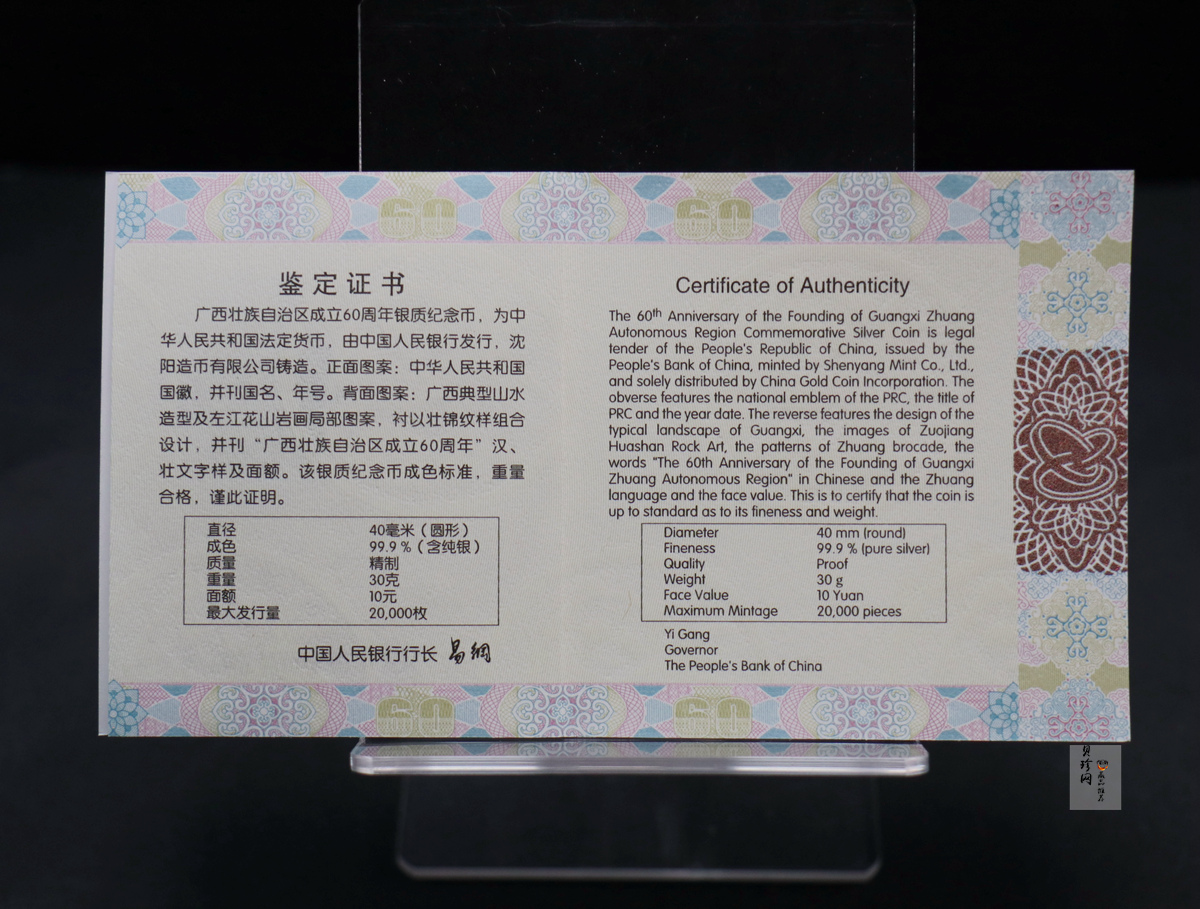 60 60
鉴定证书
广西壮族自治区成立60周年银质纪念币，为中
华人民共和国法定货币，由中国人民银行发行，沈
阳造币有限公司铸造。正面图案：中华人民共和国
国徽，并刊国名、年号。背面图案：广西典型山水
造型及左江花山岩画局部图案，衬以壮锦纹样组合
设计，并刊“广西壮族自治区成立60周年”汉、
壮文字样及面额。该银质纪念币成色标准，重量
合格，谨此证明。
直径 40毫米（圆形）
成色 99.9％（含纯银）
质量 精制
重量 30克
面额 10元
最大发行量 20,000枚
中国人民银行行长 易纲
Certificate of Authenticity
The 60th Anniversary of the Founding of Guangxi Zhuang
Autonomous Region Commemorative Silver Coin is legal
tender of the People's Republic of China, issued by the
People's Bank of China, minted by Shenyang Mint Co., Ltd.,
and solely distributed by China Gold Coin Incorporation. The
obverse features the national emblem of the PRC, the title of
PRC and the year date. The reverse features the design of the
typical landscape of Guangxi, the images of Zuojiang
Huashan Rock Art, the patterns of Zhuang brocade, the
words "The 60th Anniversary of the Founding of Guangxi
Zhuang Autonomous Region" in Chinese and the Zhuang
language and the face value. This is to certify that the coin is
up to standard as to its fineness and weight.
Diameter 40 mm (round)
Fineness 99.9 % (pure silver)
Quality Proof
Weight 30 g
Face Value 10 Yuan
Maximum Mintage 20,000 pieces
Yi Gang
Governor
The People's Bank of China
60 60
贝珍网